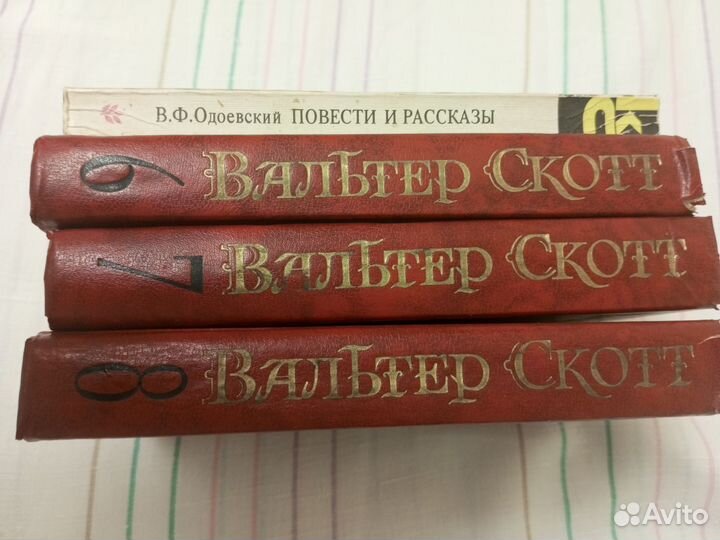 В.Ф.Одоевский ПОВЕСТИ И РАССКАЗЫ
6 ВАЛЬТЕР СКОТТ
7 ВАЛЬТЕР СКОТТ
8 ВАЛЬТЕР СКОТТ
Avito